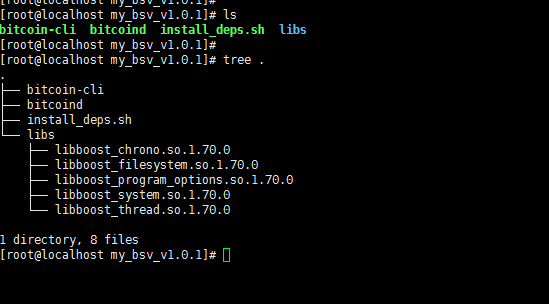 [root@localhost my_bsv_v1.0.1]#
[root@localhost my_bsv_v1.0.1]# ls
bitcoin-cli  bitcoind  install_deps.sh  libs
[root@localhost my_bsv_v1.0.1]#
[root@localhost my_bsv_v1.0.1]# tree .
.
├── bitcoin-cli
├── bitcoind
├── install_deps.sh
└── libs
    ├── libboost_chrono.so.1.70.0
    ├── libboost_filesystem.so.1.70.0
    ├── libboost_program_options.so.1.70.0
    ├── libboost_system.so.1.70.0
    └── libboost_thread.so.1.70.0
1 directory, 8 files
[root@localhost my_bsv_v1.0.1]#